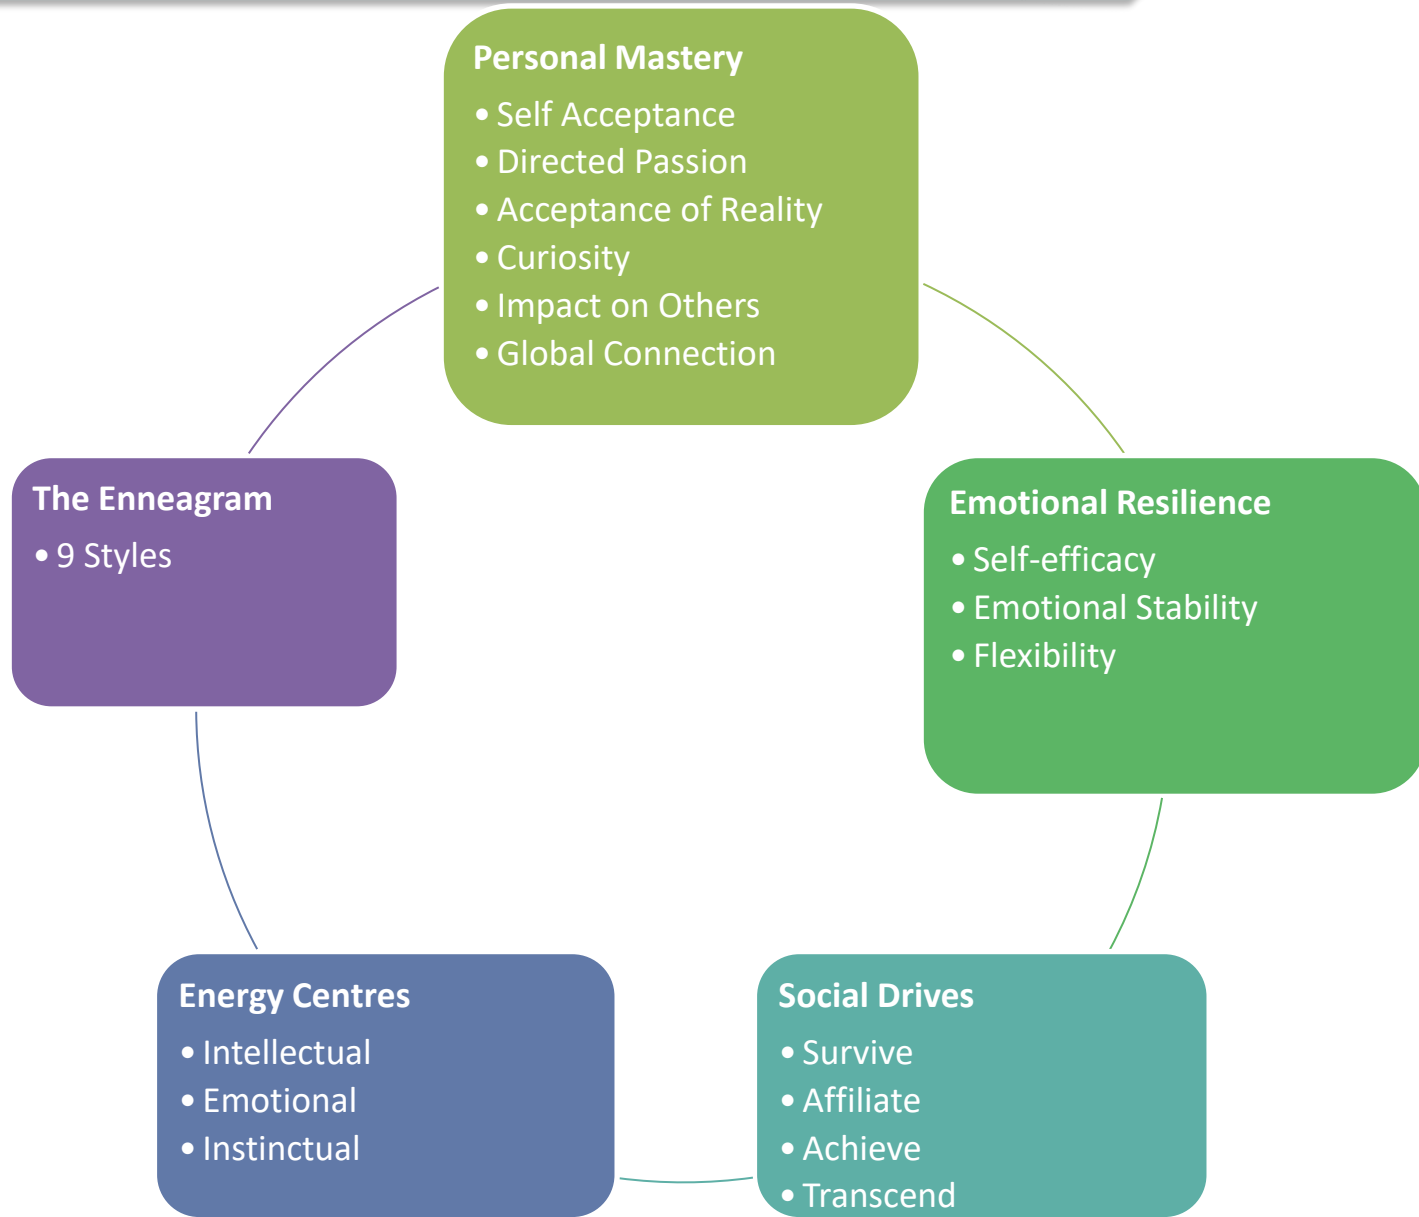 Personal Mastery
• Self Acceptance
• Directed Passion
• Acceptance of Reality
• Curiosity
• Impact on Others
• Global Connection
Emotional Resilience
• Self-efficacy
• Emotional Stability
• Flexibility
Social Drives
• Survive
• Affiliate
• Achieve
• Transcend
Energy Centres
• Intellectual
• Emotional
• Instinctual
The Enneagram
• 9 Styles